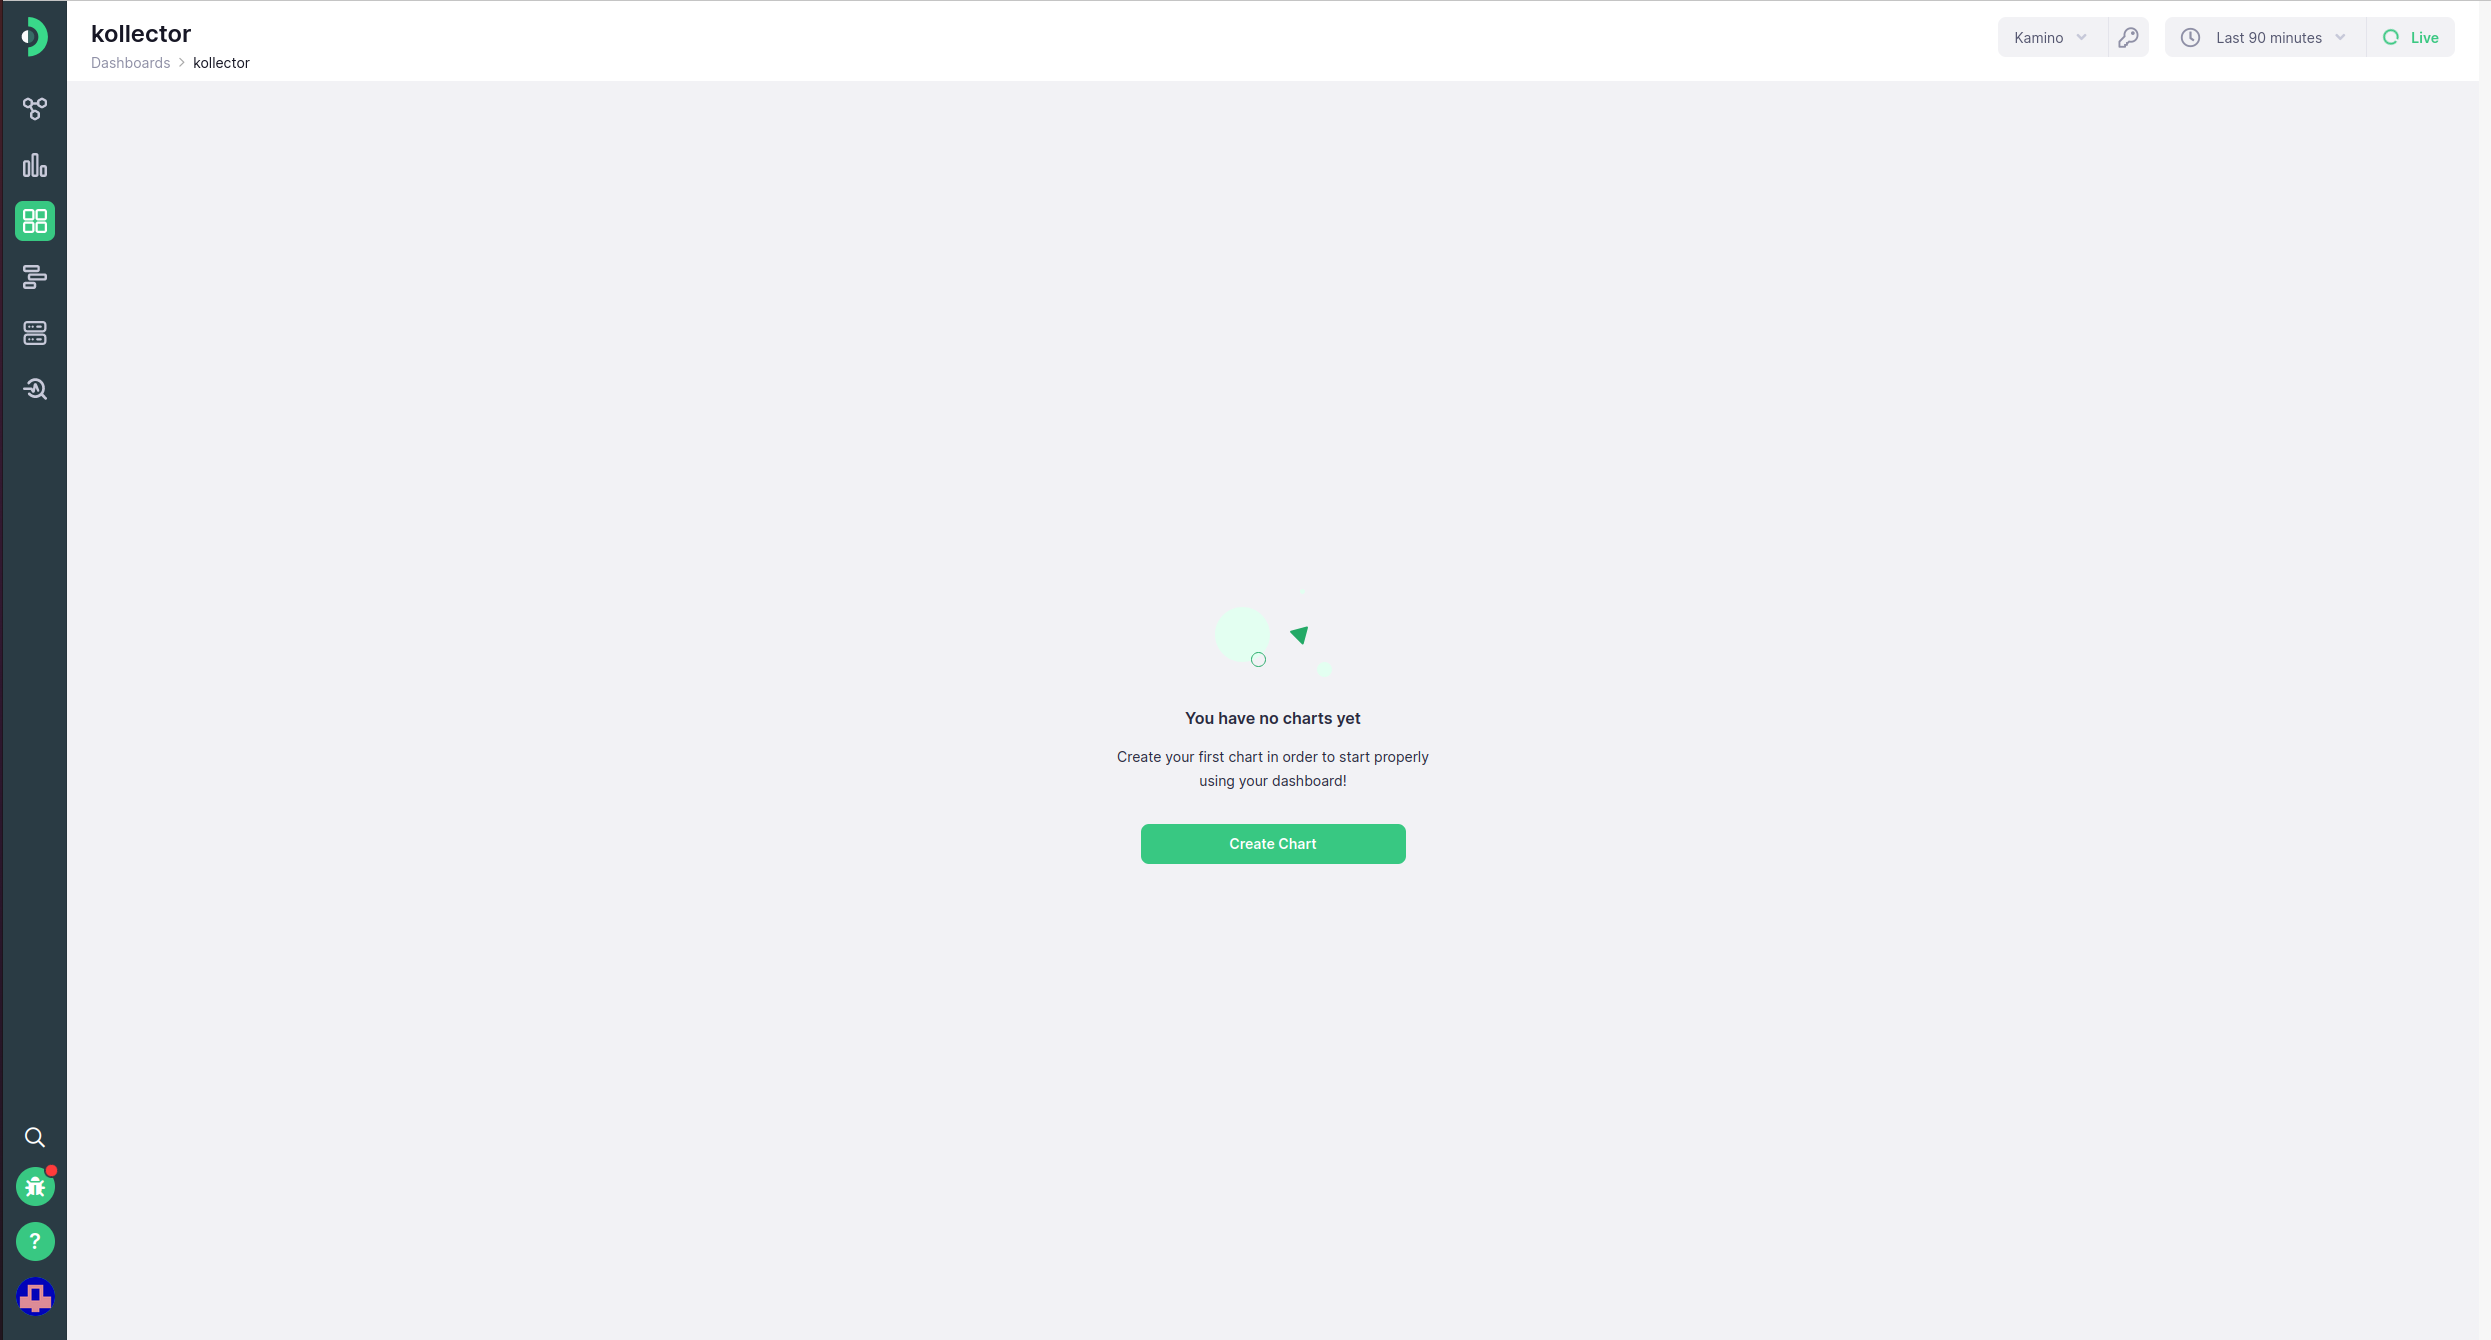 kollector
Dashboards > kollector
Kamino
Last 90 minutes
Live
You have no charts yet
Create your first chart in order to start properly
using your dashboard!
Create Chart
?